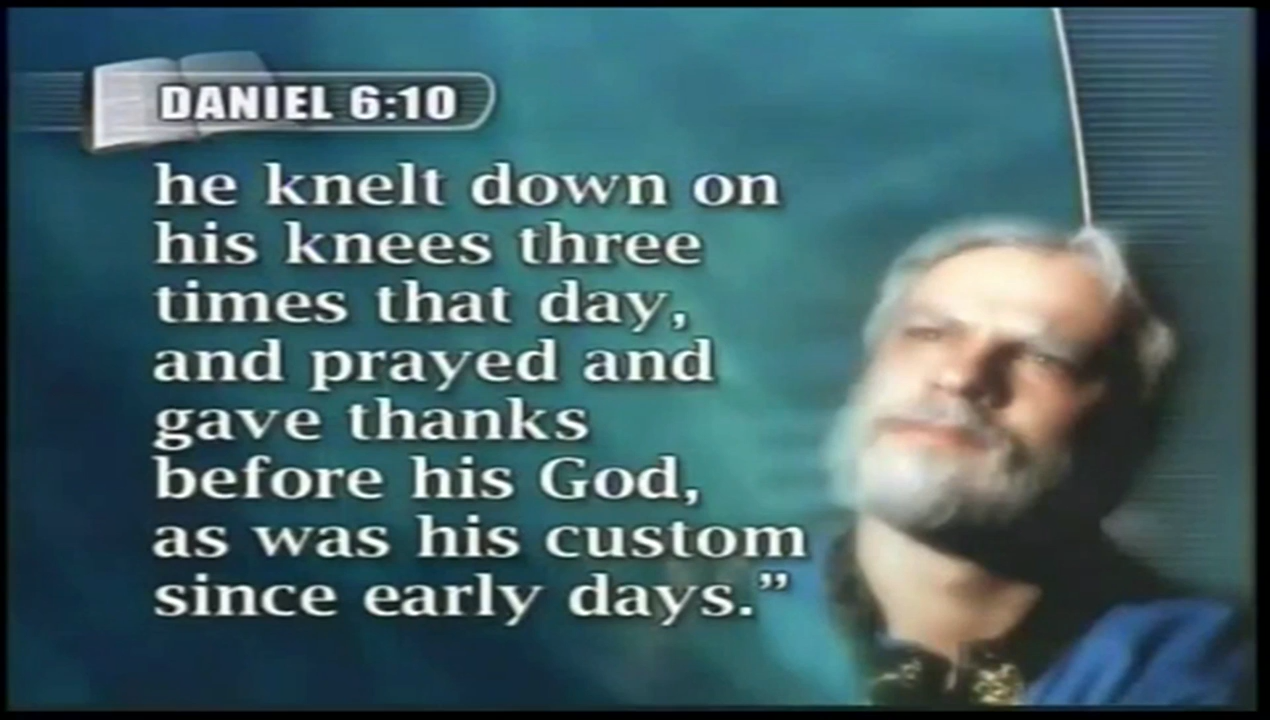 DANIEL 6:10
he knelt down on
his knees three
times that day,
and prayed and
gave thanks
before his God,
as was his custom
since early days.”